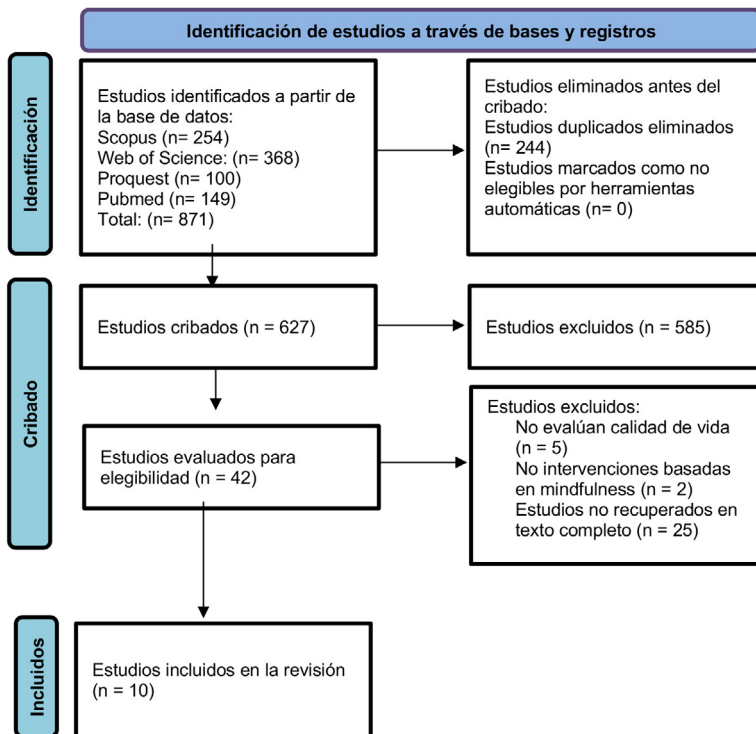 Identificación de estudios a través de bases y registros
Identificación
Estudios identificados a partir de
la base de datos:
Scopus (n= 254)
Web of Science: (n= 368)
Proquest (n= 100)
Pubmed (n= 149)
Total: (n= 871)
Estudios eliminados antes del
cribado:
Estudios duplicados eliminados
(n= 244)
Estudios marcados como no
elegibles por herramientas
automáticas (n= 0)
Cribado
Estudios cribados (n = 627)
Estudios excluidos (n = 585)
Estudios evaluados para
elegibilidad (n = 42)
Estudios excluidos:
No evalúan calidad de vida
(n = 5)
No intervenciones basadas
en mindfulness (n = 2)
Estudios no recuperados en
texto completo (n = 25)
Incluidos
Estudios incluidos en la revisión
(n = 10)